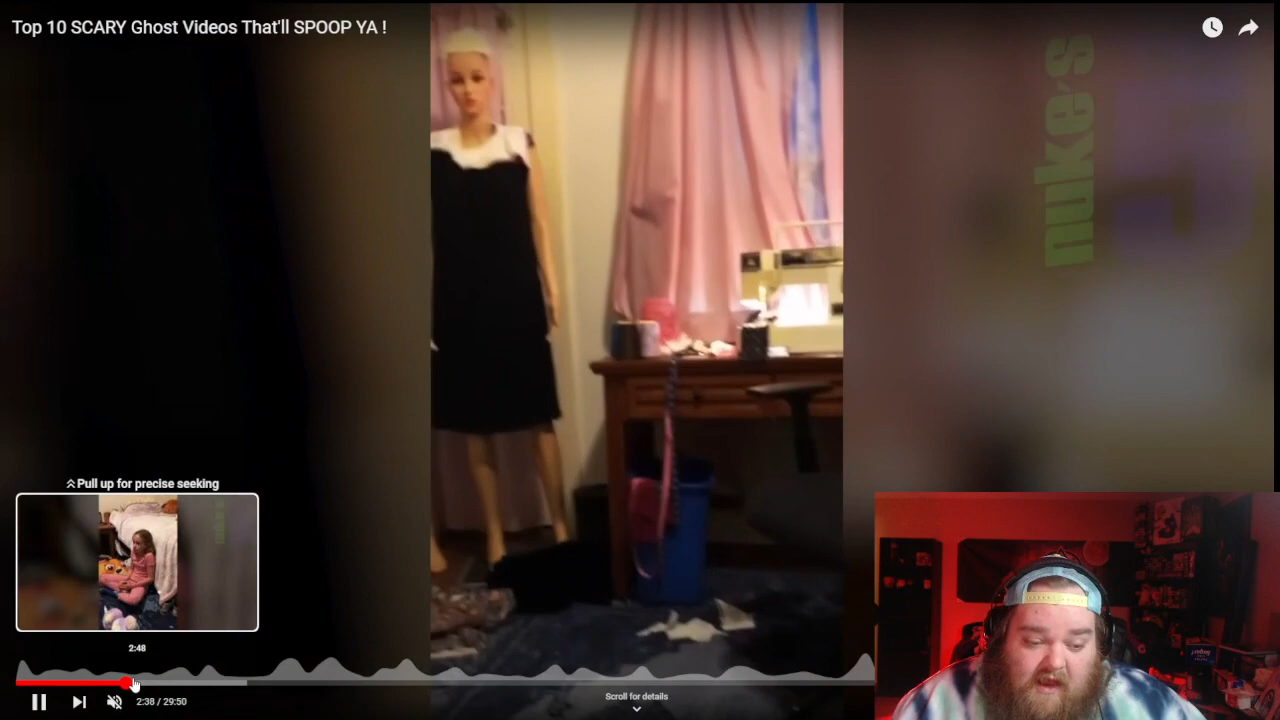 Top 10 SCARY Ghost Videos That'll SPOOP YA !
nuke's
Pull up for precise seeking
2:48
2:38 / 29:50
Scroll for details